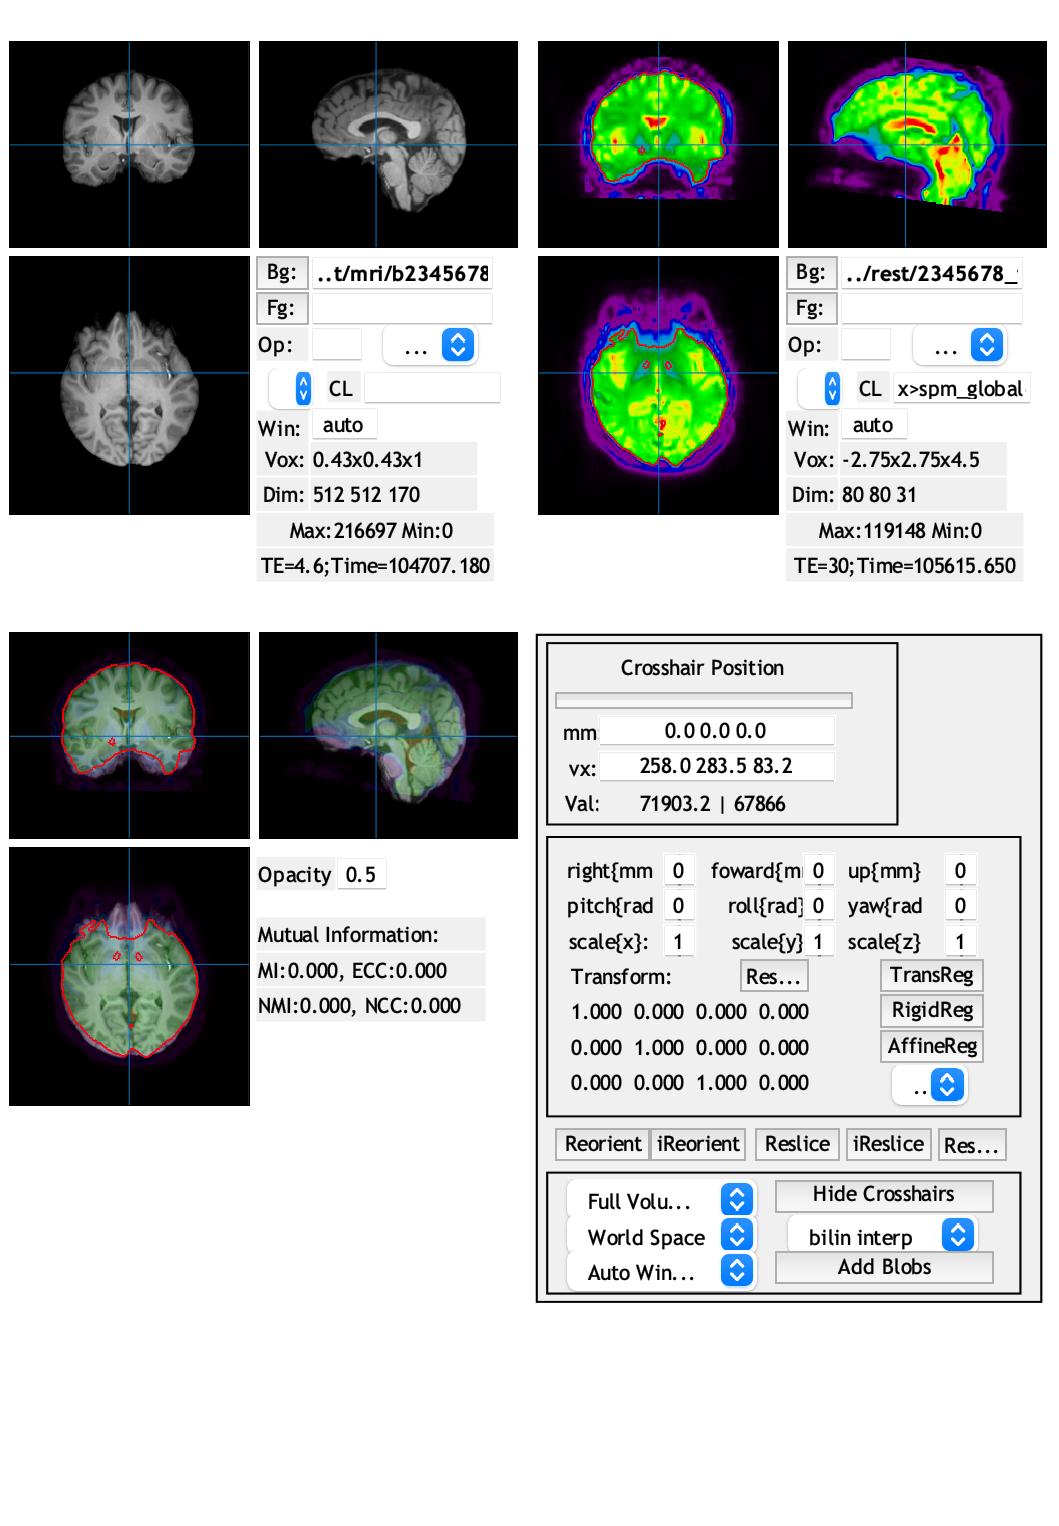 Bg: ..t/mri/b2345678
Fg:
Op: ...
CL
Win: auto
Vox: 0.43x0.43x1
Dim: 512 512 170
Max:216697 Min:0
TE=4.6;Time=104707.180
Bg: ../rest/2345678_
Fg:
Op: ...
CL x>spm_global
Win: auto
Vox: -2.75x2.75x4.5
Dim: 80 80 31
Max:119148 Min:0
TE=30;Time=105615.650
Opacity 0.5
Mutual Information:
MI:0.000, ECC:0.000
NMI:0.000, NCC:0.000
Crosshair Position
mm: 0.0 0.0 0.0
vx: 258.0 283.5 83.2
Val: 71903.2 | 67866
right{mm 0 foward{m 0 up{mm} 0
pitch{rad 0 roll{rad} 0 yaw{rad 0
scale{x}: 1 scale{y} 1 scale{z} 1
Transform: Res... TransReg
1.000 0.000 0.000 0.000 RigidReg
0.000 1.000 0.000 0.000 AffineReg
0.000 0.000 1.000 0.000 ..
Reorient iReorient Reslice iReslice Res...
Full Volu... Hide Crosshairs
World Space bilin interp
Auto Win... Add Blobs